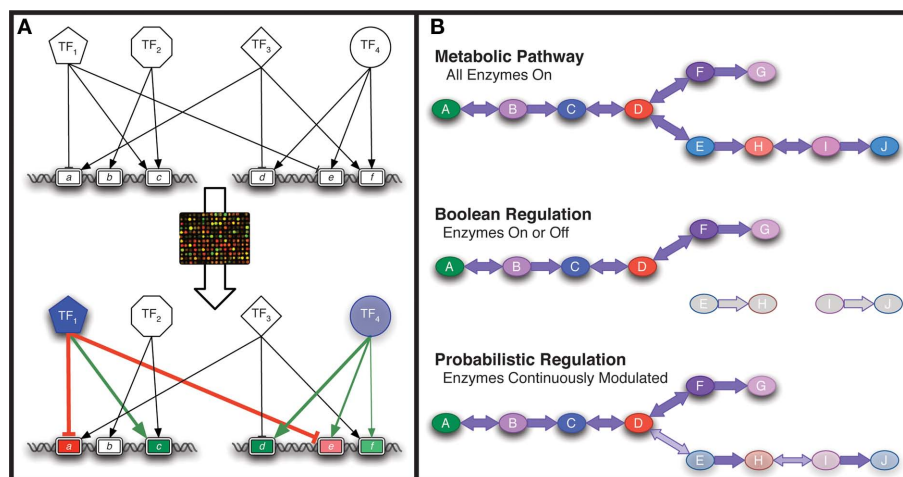 A
TF1
TF2
TF3
TF4
a
b
c
d
e
f
TF1
TF2
TF3
TF4
a
b
c
d
e
f
B
Metabolic Pathway
All Enzymes On
A
B
C
D
F
G
E
H
I
J
Boolean Regulation
Enzymes On or Off
A
B
C
D
F
G
E
H
I
J
Probabilistic Regulation
Enzymes Continuously Modulated
A
B
C
D
F
G
E
H
I
J